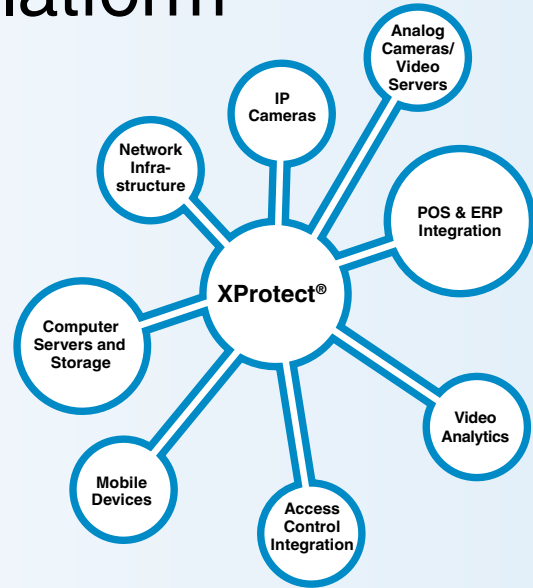 Analog
Cameras/
Video
Servers
IP
Cameras
Network
Infra-
structure
POS & ERP
Integration
XProtect®
Computer
Servers and
Storage
Video
Analytics
Mobile
Devices
Access
Control
Integration